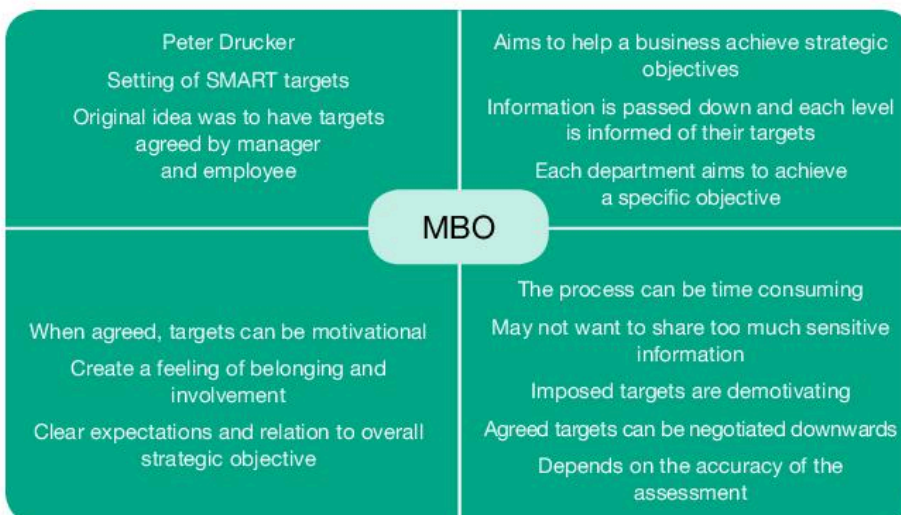 Peter Drucker
Setting of SMART targets
Original idea was to have targets
agreed by manager
and employee
Aims to help a business achieve strategic
objectives
Information is passed down and each level
is informed of their targets
Each department aims to achieve
a specific objective
MBO
When agreed, targets can be motivational
Create a feeling of belonging and
involvement
Clear expectations and relation to overall
strategic objective
The process can be time consuming
May not want to share too much sensitive
information
Imposed targets are demotivating
Agreed targets can be negotiated downwards
Depends on the accuracy of the
assessment